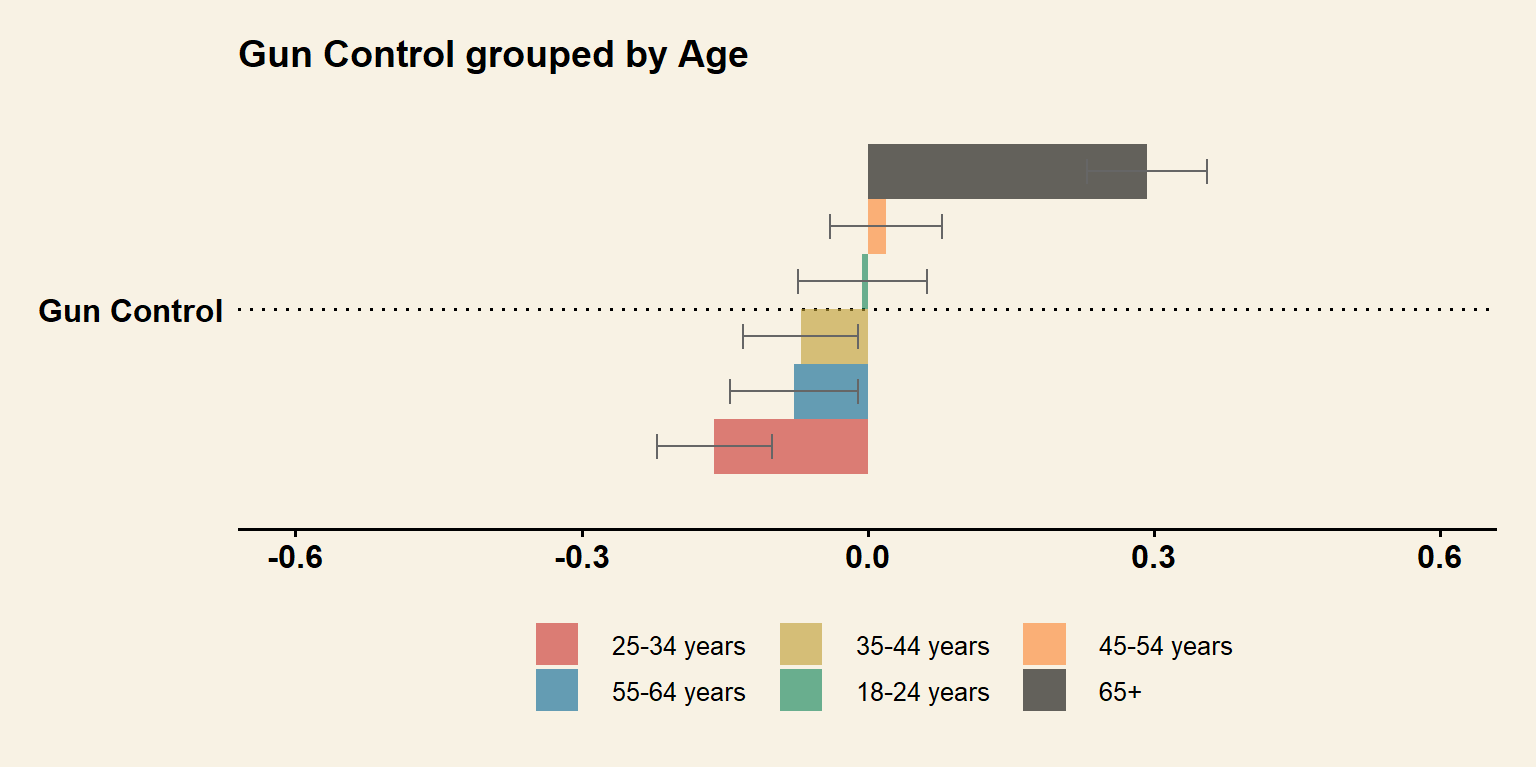 Gun Control grouped by Age
Gun Control
-0.6 -0.3 0.0 0.3 0.6
25-34 years 35-44 years 45-54 years
55-64 years 18-24 years 65+